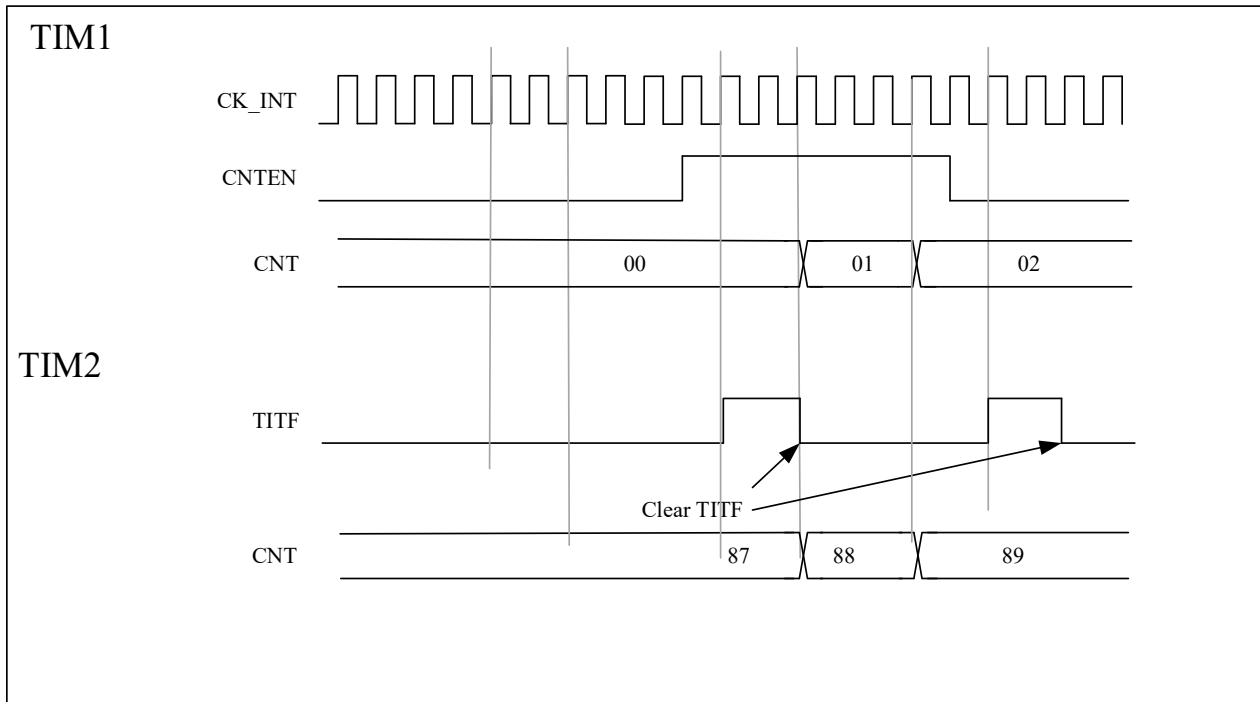 TIM1
CK_INT
CNTEN
CNT
00
01
02
TIM2
TITF
Clear TITF
CNT
87
88
89